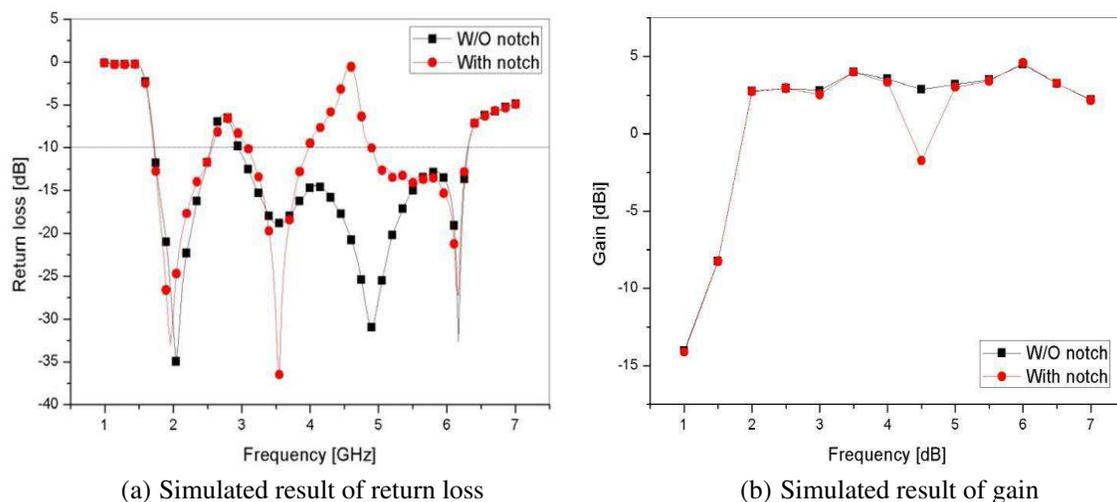 5
0
-5
-10
-15
-20
-25
-30
-35
-40
Return loss [dB]
W/O notch
With notch
1 2 3 4 5 6 7
Frequency [GHz]
(a) Simulated result of return loss
5
0
-5
-10
-15
Gain [dBi]
W/O notch
With notch
1 2 3 4 5 6 7
Frequency [dB]
(b) Simulated result of gain